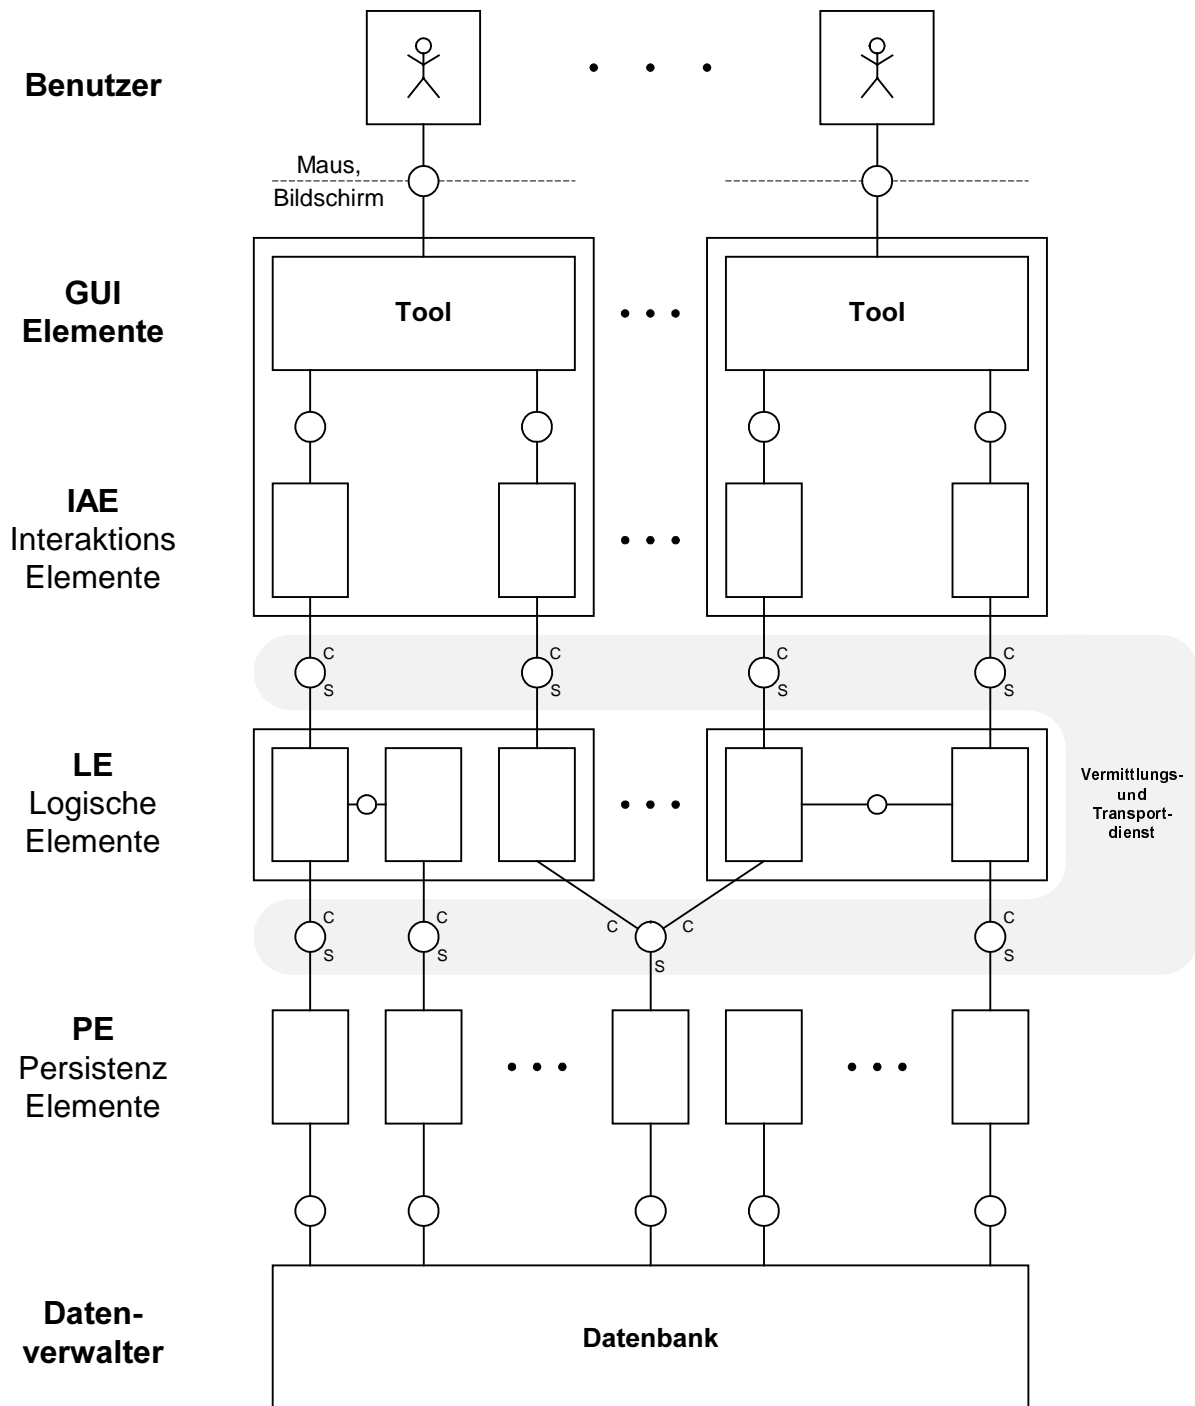 Benutzer
Maus,
Bildschirm
GUI
Elemente
Tool
Tool
IAE
Interaktions
Elemente
C
S
C
S
C
S
C
S
LE
Logische
Elemente
Vermittlungs-
und
Transport-
dienst
C
S
C
S
C
C
S
C
S
PE
Persistenz
Elemente
Daten-
verwalter
Datenbank